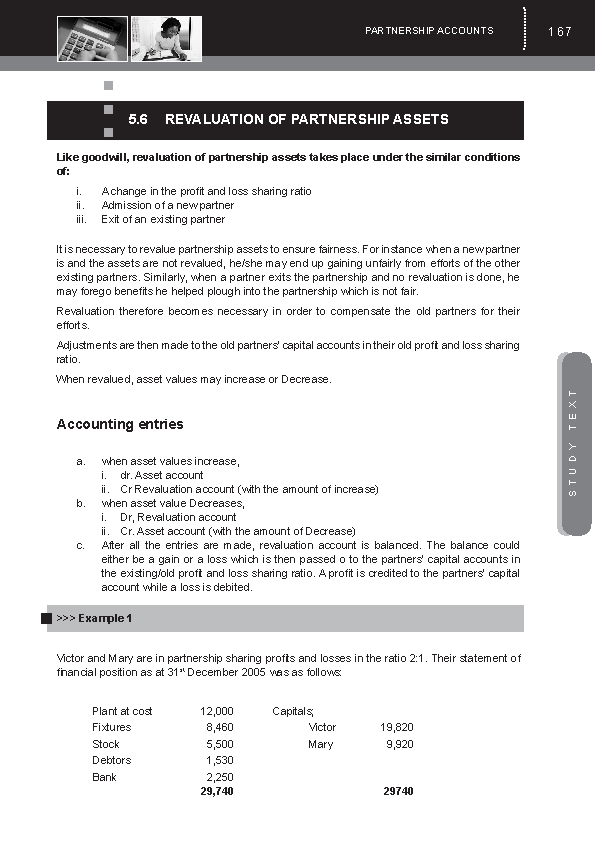 PARTNERSHIP ACCOUNTS 167
5.6 REVALUATION OF PARTNERSHIP ASSETS
Like goodwill, revaluation of partnership assets takes place under the similar conditions
of:
i. A change in the profit and loss sharing ratio
ii. Admission of a new partner
iii. Exit of an existing partner
It is necessary to revalue partnership assets to ensure fairness. For instance when a new partner
is and the assets are not revalued, he/she may end up gaining unfairly from efforts of the other
existing partners. Similarly, when a partner exits the partnership and no revaluation is done, he
may forego benefits he helped plough into the partnership which is not fair.
Revaluation therefore becomes necessary in order to compensate the old partners for their
efforts.
Adjustments are then made to the old partners' capital accounts in their old profit and loss sharing
ratio.
When revalued, asset values may increase or Decrease.
Accounting entries
a. when asset values increase,
i. dr. Asset account
ii. Cr Revaluation account (with the amount of increase)
b. when asset value Decreases,
i. Dr, Revaluation account
ii. Cr. Asset account (with the amount of Decrease)
c. After all the entries are made, revaluation account is balanced. The balance could
either be a gain or a loss which is then passed o to the partners' capital accounts in
the existing/old profit and loss sharing ratio. A profit is credited to the partners' capital
account while a loss is debited.
>>> Example 1
Victor and Mary are in partnership sharing profits and losses in the ratio 2:1. Their statement of
financial position as at 31st December 2005 was as follows:
Plant at cost 12,000 Capitals;
Fixtures 8,460 Victor 19,820
Stock 5,500 Mary 9,920
Debtors 1,530
Bank 2,250
29,740 29740
STUDY TEXT